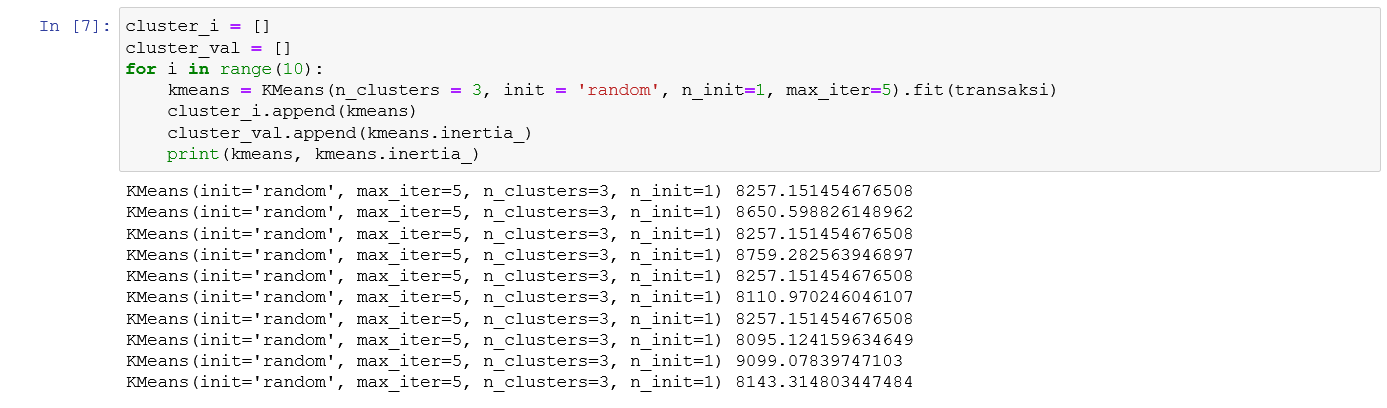 In [7]: cluster_i = []
cluster_val = []
for i in range(10):
    kmeans = KMeans(n_clusters = 3, init = 'random', n_init=1, max_iter=5).fit(transaksi)
    cluster_i.append(kmeans)
    cluster_val.append(kmeans.inertia_)
    print(kmeans, kmeans.inertia_)
KMeans(init='random', max_iter=5, n_clusters=3, n_init=1) 8257.151454676508
KMeans(init='random', max_iter=5, n_clusters=3, n_init=1) 8650.598826148962
KMeans(init='random', max_iter=5, n_clusters=3, n_init=1) 8257.151454676508
KMeans(init='random', max_iter=5, n_clusters=3, n_init=1) 8759.282563946897
KMeans(init='random', max_iter=5, n_clusters=3, n_init=1) 8257.151454676508
KMeans(init='random', max_iter=5, n_clusters=3, n_init=1) 8110.970246046107
KMeans(init='random', max_iter=5, n_clusters=3, n_init=1) 8257.151454676508
KMeans(init='random', max_iter=5, n_clusters=3, n_init=1) 8095.124159634649
KMeans(init='random', max_iter=5, n_clusters=3, n_init=1) 9099.07839747103
KMeans(init='random', max_iter=5, n_clusters=3, n_init=1) 8143.314803447484